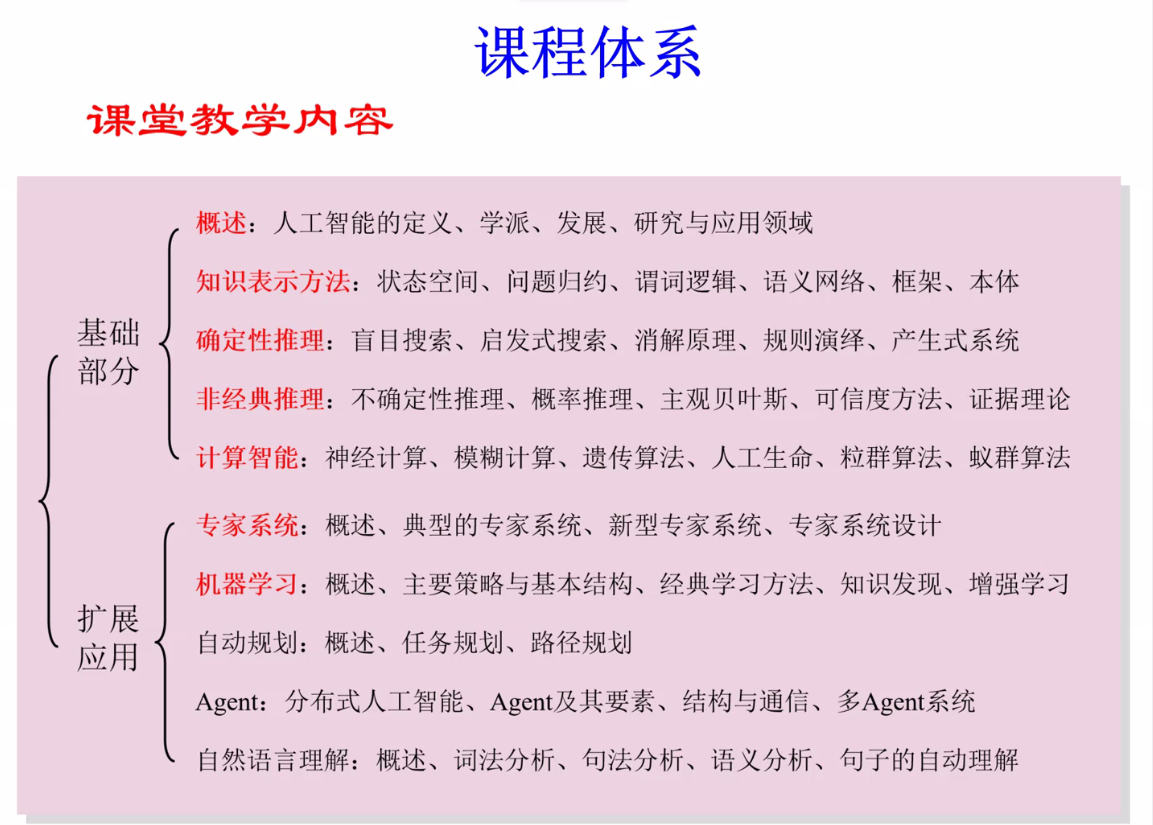 课程体系
课堂教学内容
基础
部分
概述：人工智能的定义、学派、发展、研究与应用领域
知识表示方法：状态空间、问题归约、谓词逻辑、语义网络、框架、本体
确定性推理：盲目搜索、启发式搜索、消解原理、规则演绎、产生式系统
非经典推理：不确定性推理、概率推理、主观贝叶斯、可信度方法、证据理论
计算智能：神经计算、模糊计算、遗传算法、人工生命、粒群算法、蚁群算法
扩展
应用
专家系统：概述、典型的专家系统、新型专家系统、专家系统设计
机器学习：概述、主要策略与基本结构、经典学习方法、知识发现、增强学习
自动规划：概述、任务规划、路径规划
Agent：分布式人工智能、Agent及其要素、结构与通信、多Agent系统
自然语言理解：概述、词法分析、句法分析、语义分析、句子的自动理解